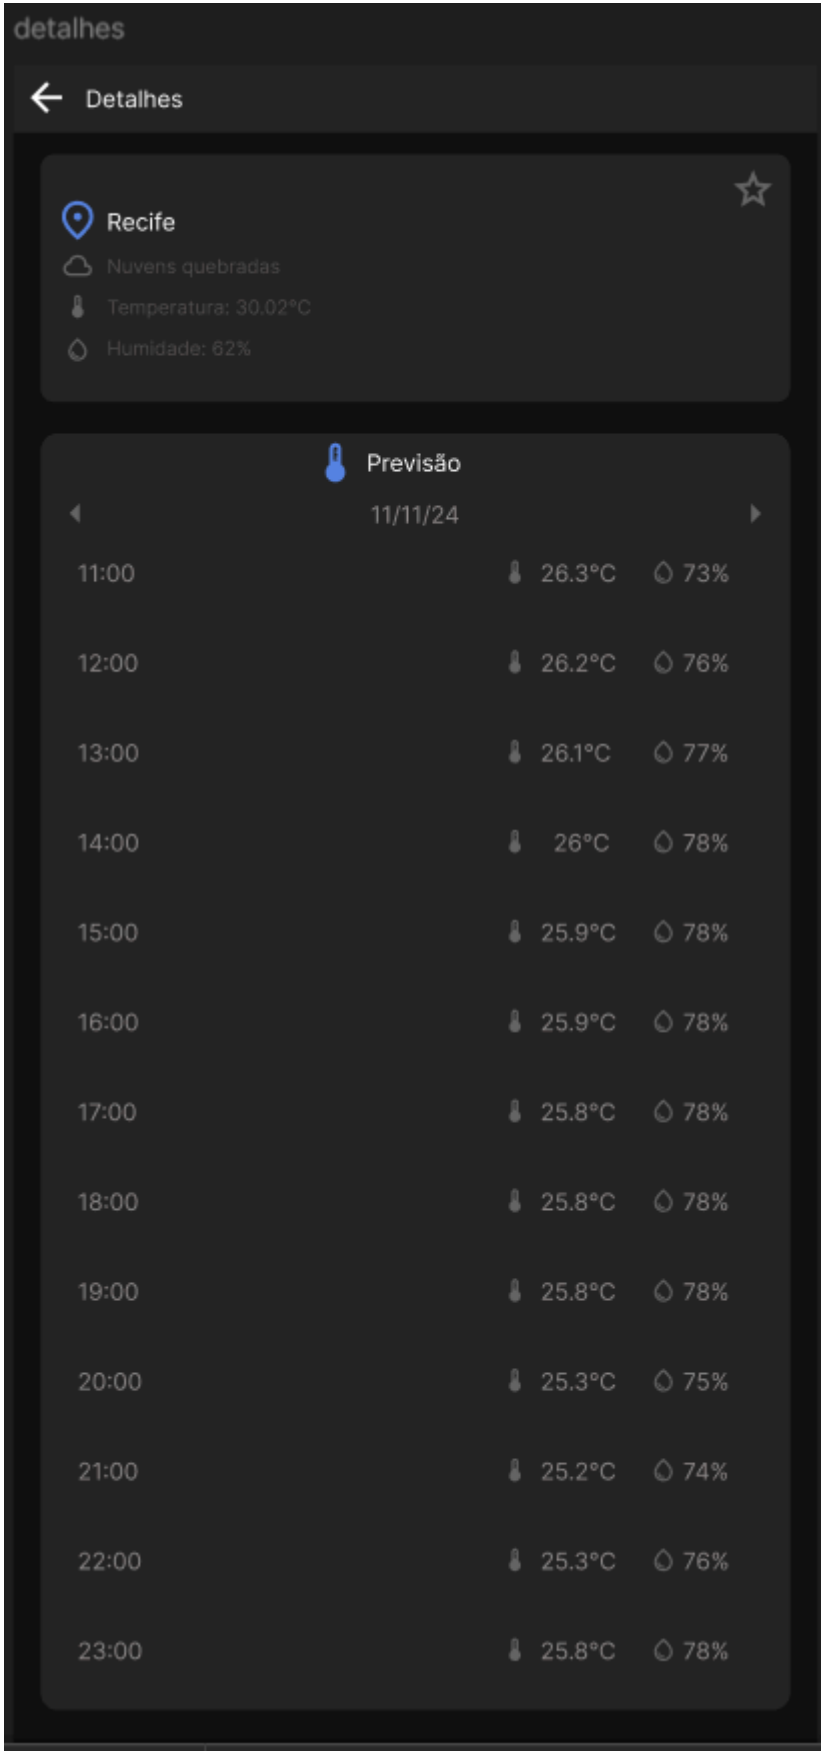 detalhes
Detalhes
Recife
Nuvens quebradas
Temperatura: 30.02°C
Humidade: 62%
Previsão
11/11/24
11:00 26.3°C 73%
12:00 26.2°C 76%
13:00 26.1°C 77%
14:00 26°C 78%
15:00 25.9°C 78%
16:00 25.9°C 78%
17:00 25.8°C 78%
18:00 25.8°C 78%
19:00 25.8°C 78%
20:00 25.3°C 75%
21:00 25.2°C 74%
22:00 25.3°C 76%
23:00 25.8°C 78%